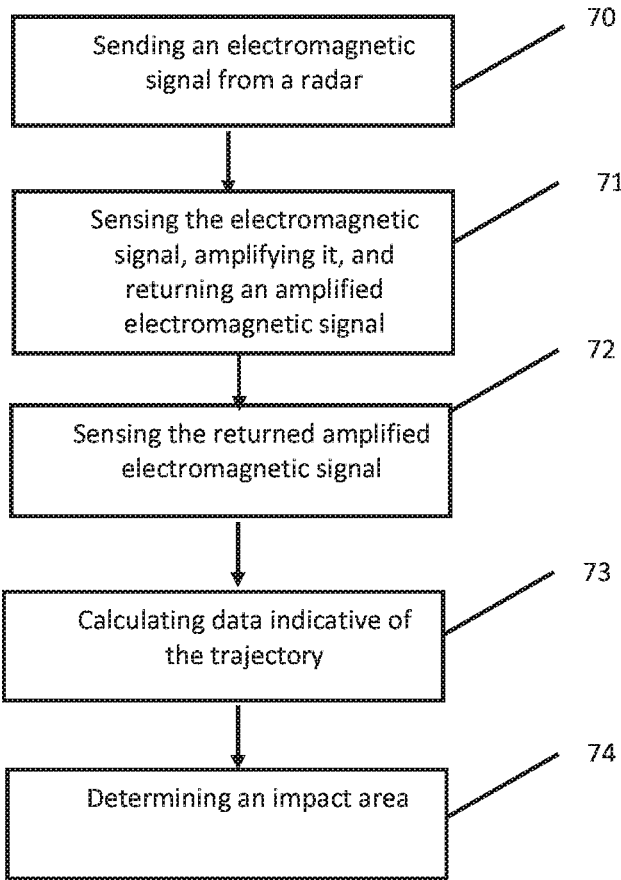 70
Sending an electromagnetic
signal from a radar
71
Sensing the electromagnetic
signal, amplifying it, and
returning an amplified
electromagnetic signal
72
Sensing the returned amplified
electromagnetic signal
73
Calculating data indicative of
the trajectory
74
Determining an impact area